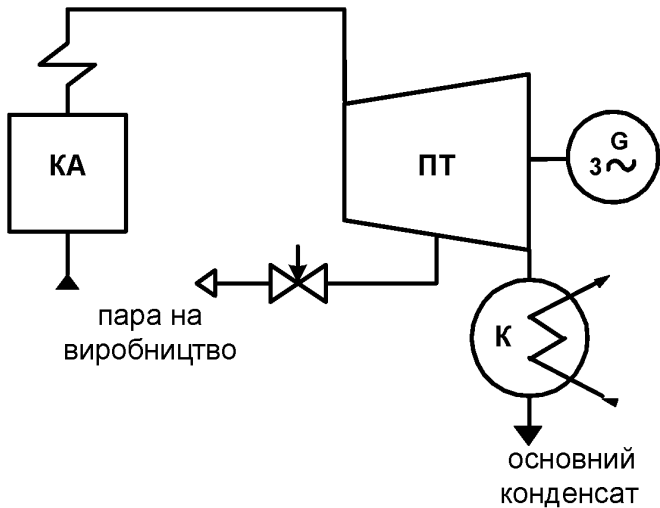 КА
ПТ
G
3
пара на
виробництво
К
основний
конденсат